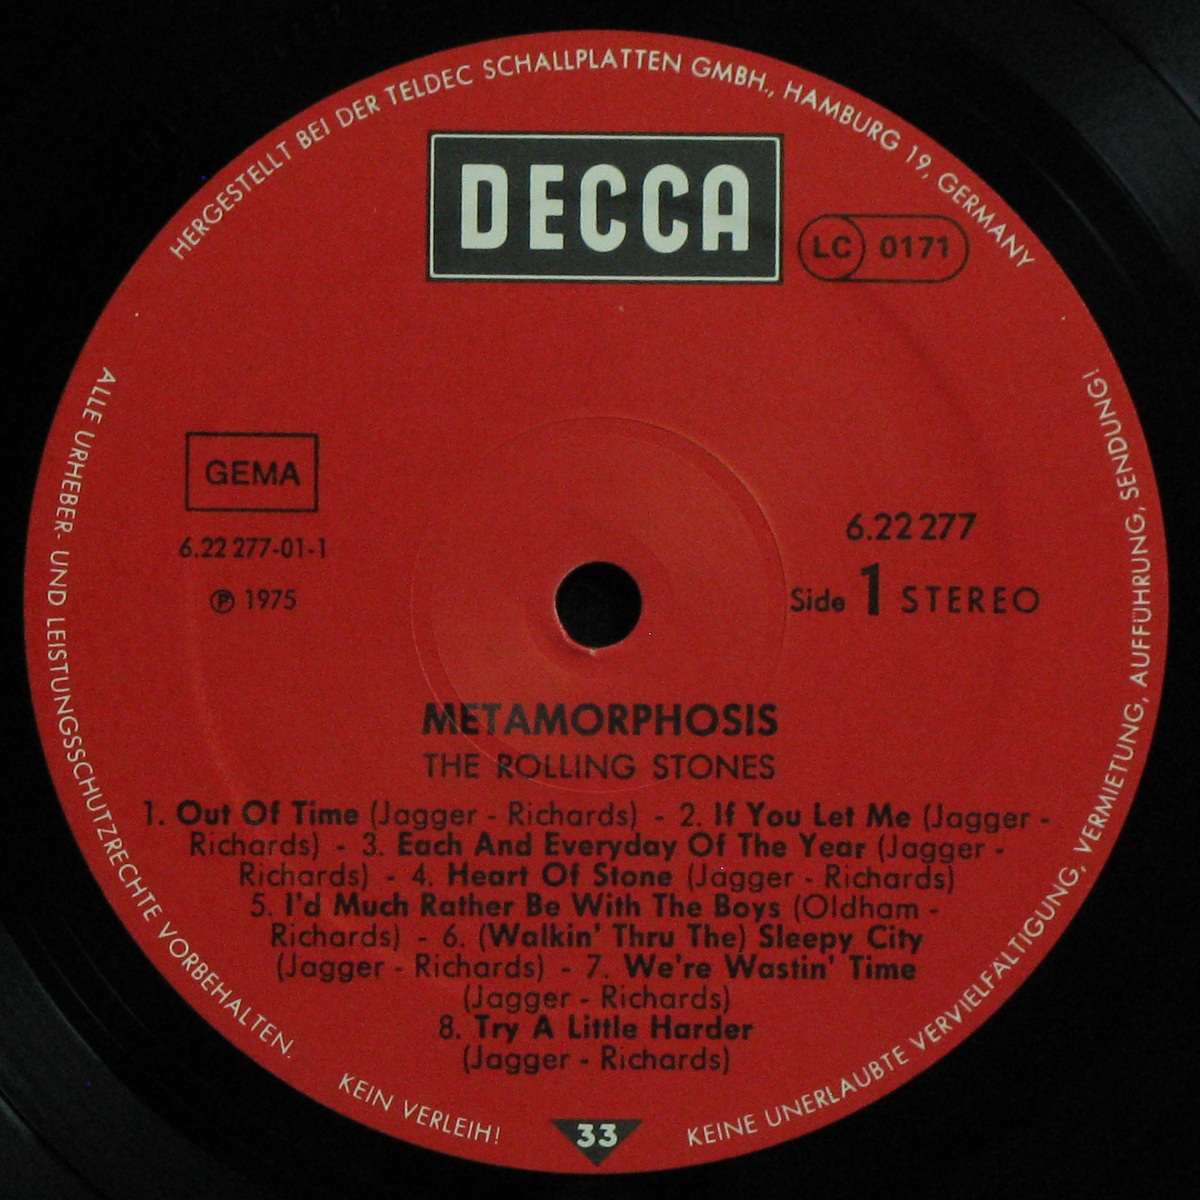 HERGESTELLT BEI DER TELDEC SCHALLPLATTEN GMBH., HAMBURG 19, GERMANY
DECCA
LC 0171
GEMA
6.22 277-01-1
℗ 1975
6.22 277
Side 1 STEREO
METAMORPHOSIS
THE ROLLING STONES
1. Out Of Time (Jagger - Richards) - 2. If You Let Me (Jagger -
Richards) - 3. Each And Everyday Of The Year (Jagger -
Richards) - 4. Heart Of Stone (Jagger - Richards)
5. I'd Much Rather Be With The Boys (Oldham -
Richards) - 6. (Walkin' Thru The) Sleepy City
(Jagger - Richards) - 7. We're Wastin' Time
(Jagger - Richards)
8. Try A Little Harder
(Jagger - Richards)
ALLE URHEBER- UND LEISTUNGSSCHUTZRECHTE VORBEHALTEN.
KEIN VERLEIH!
33
KEINE UNERLAUBTE VERVIELFÄLTIGUNG, VERMIETUNG, AUFFÜHRUNG, SENDUNG!